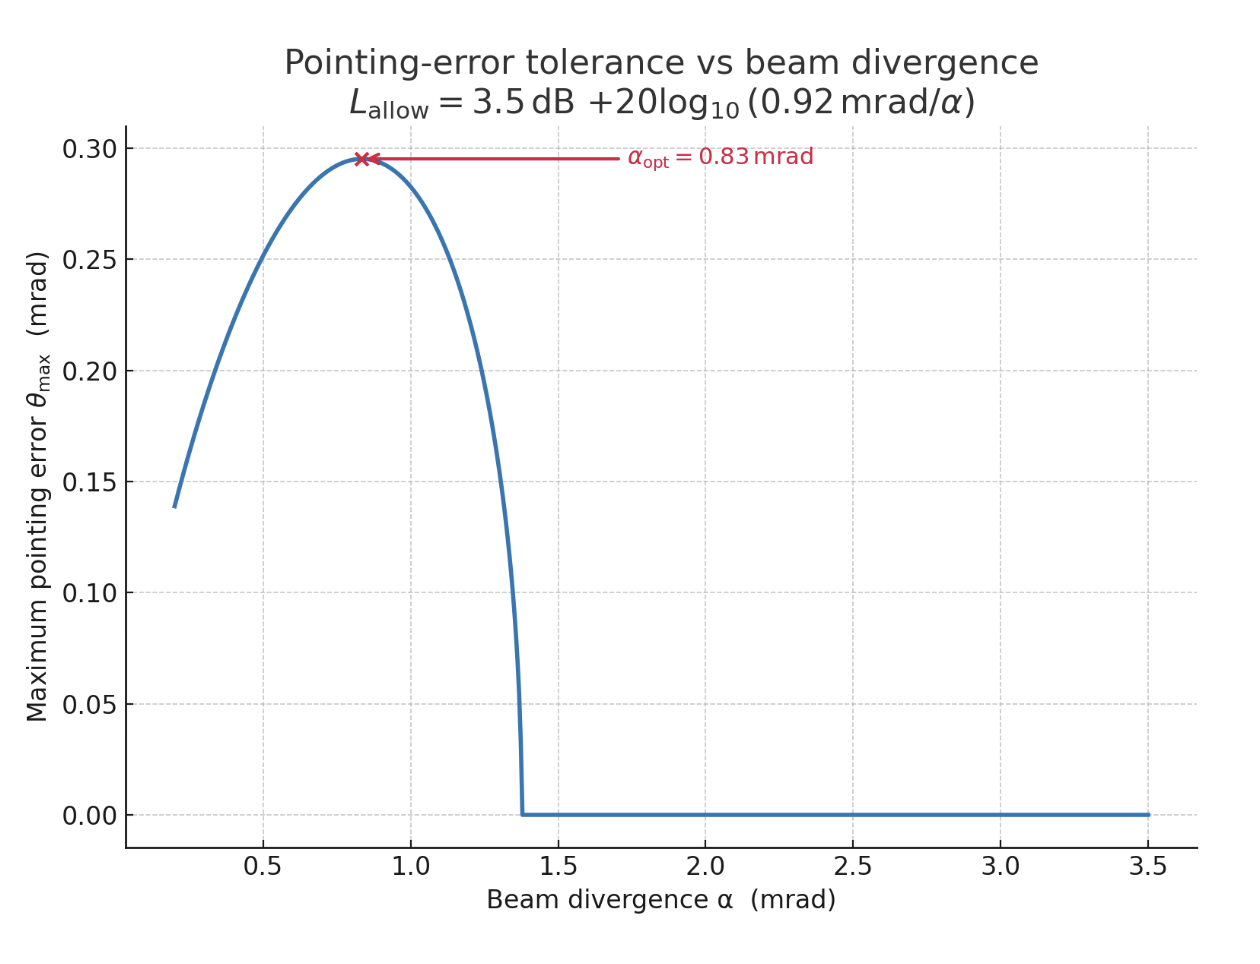 Pointing-error tolerance vs beam divergence
L_allow = 3.5 dB +20log₁₀ (0.92 mrad/α)
α_opt = 0.83 mrad
Maximum pointing error θ_max (mrad)
0.30
0.25
0.20
0.15
0.10
0.05
0.00
0.5 1.0 1.5 2.0 2.5 3.0 3.5
Beam divergence α (mrad)